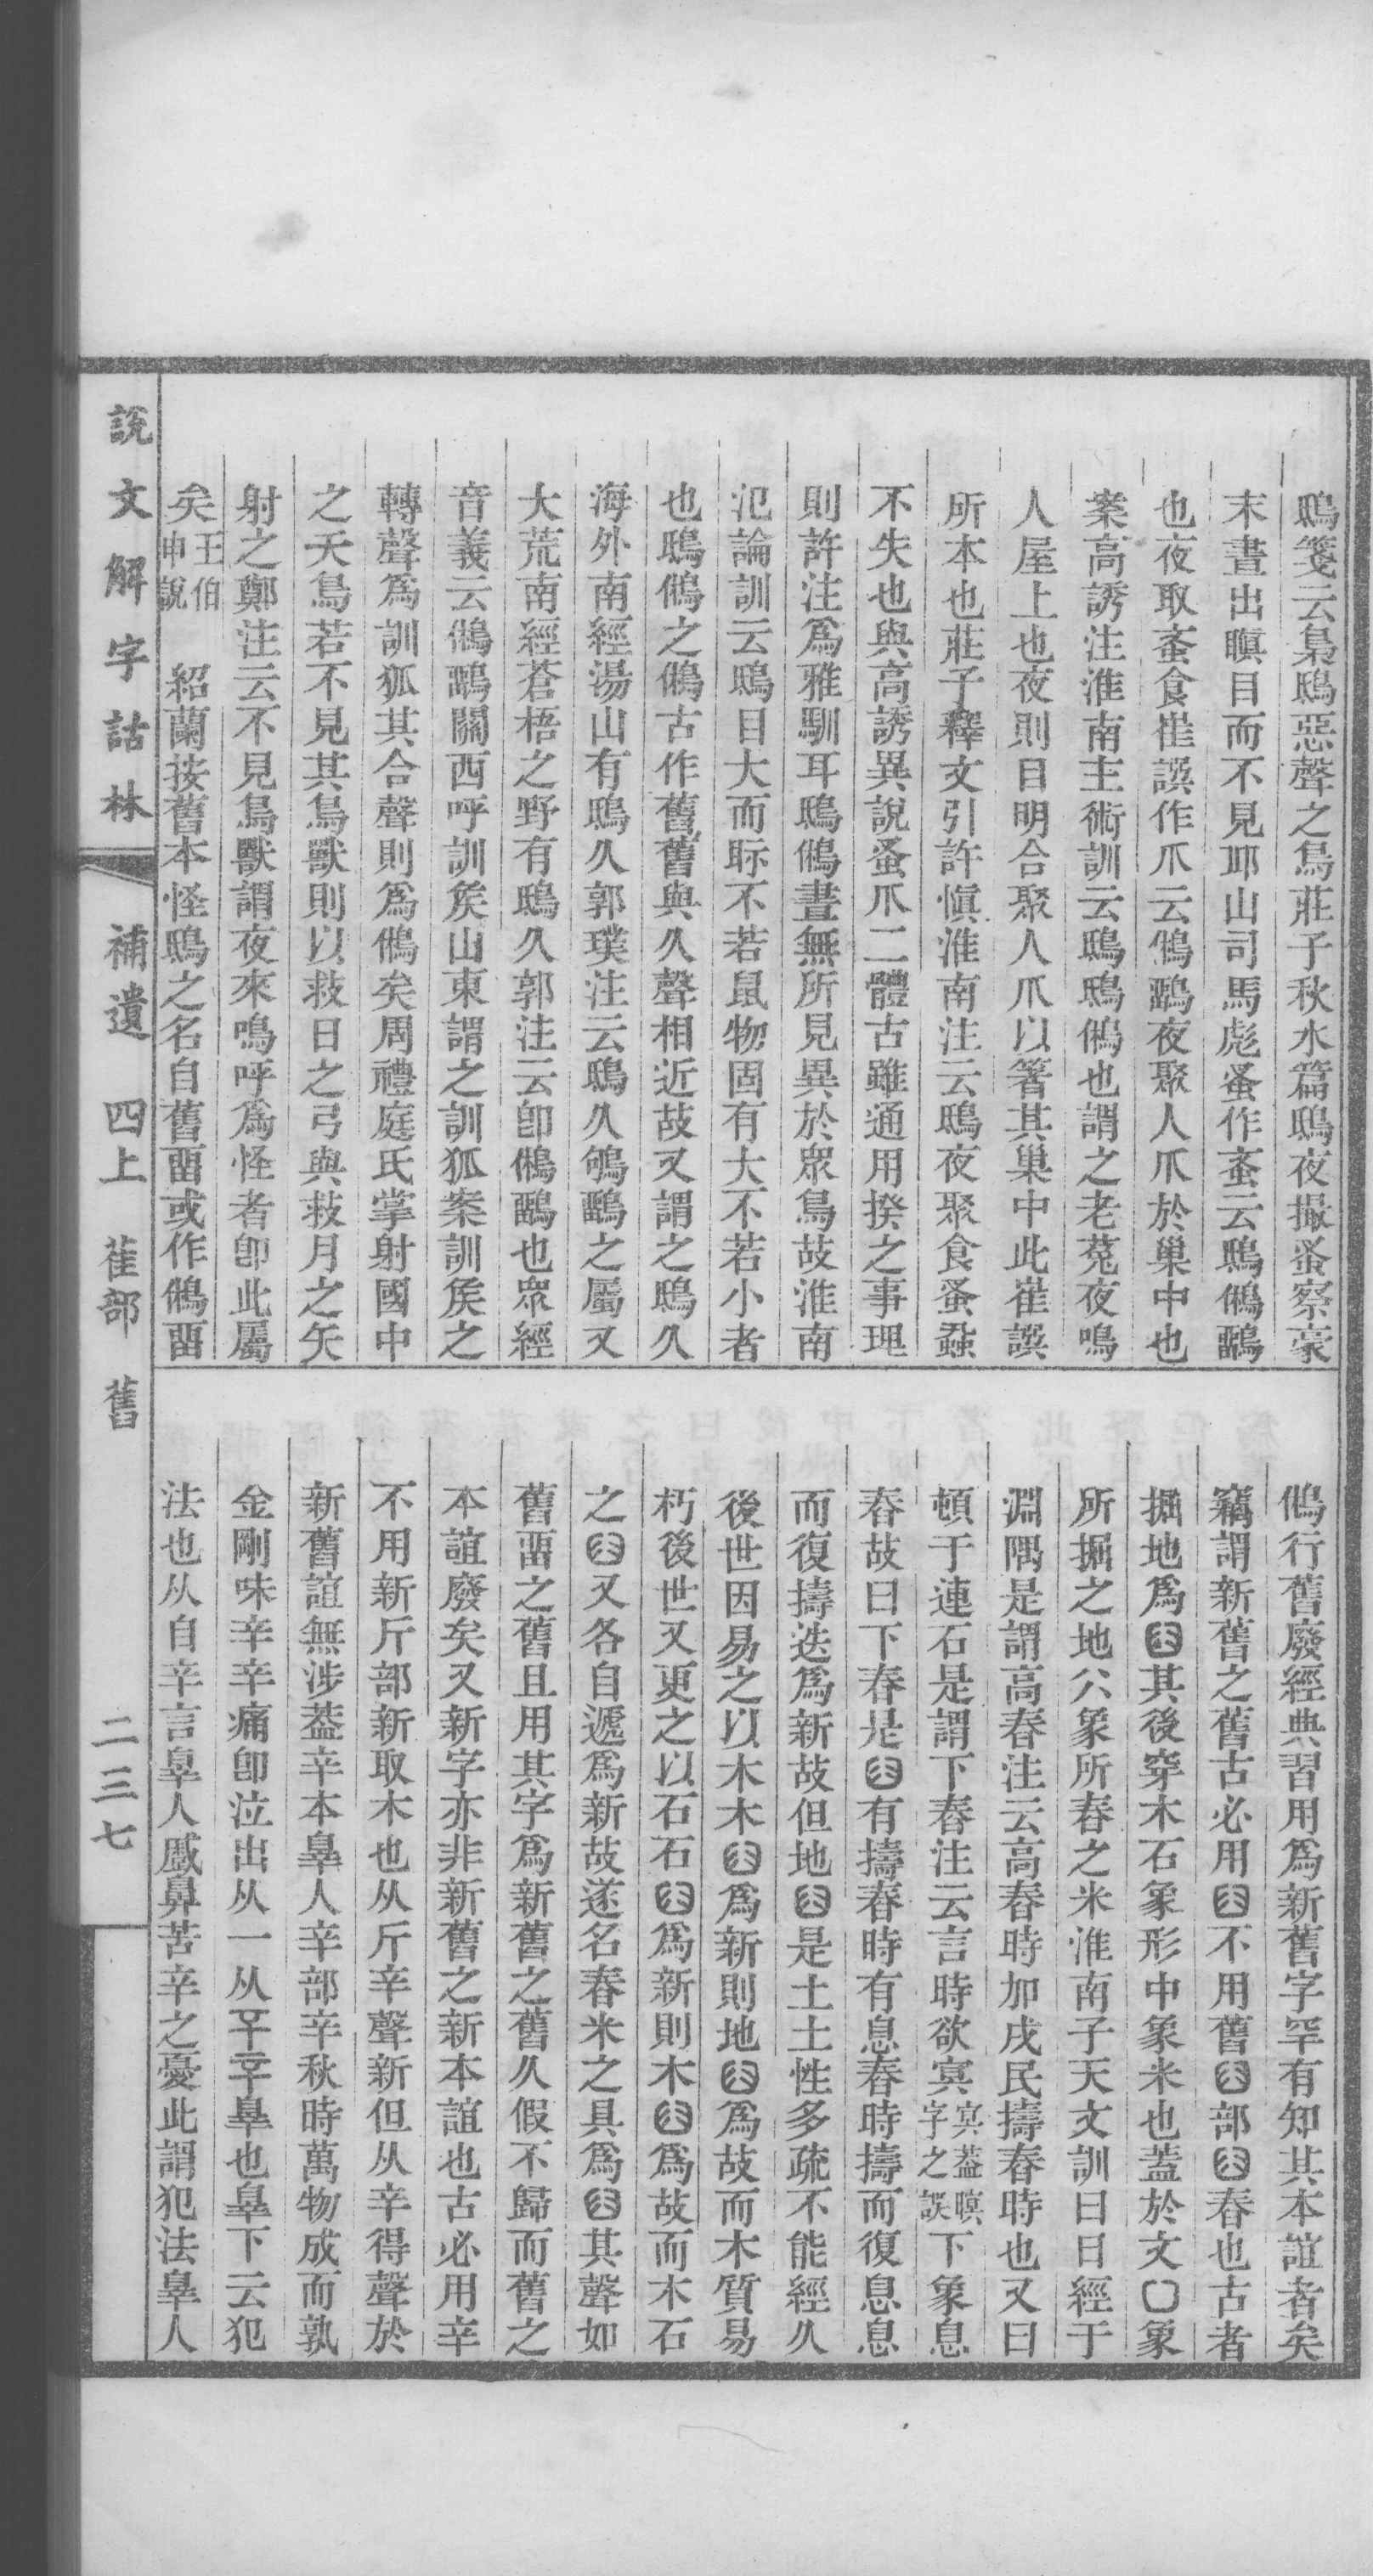 鴟箋云梟鴟惡聲之鳥莊子秋水篇鴟夜撮蚤察豪
末晝出瞋目而不見邱山司馬彪蚤作蚉云鴟鵂鶹
也夜取蚉食崔譔作爪云鵂鶹夜聚人爪於巢中也
案高誘注淮南主術訓云鴟鴟鵂也謂之老菟夜鳴
人屋上也夜則目明合聚人爪以箸其巢中此崔譔
所本也莊子釋文引許愼淮南注云鴟夜聚食蚤蝨
不失也與高誘異說蚤爪二體古雖通用揆之事理
則許注爲雅馴耳鴟鵂晝無所見異於眾鳥故淮南
氾論訓云鴟目大而眎不若鼠物固有大不若小者
也鴟鵂之鵂古作舊舊與久聲相近故又謂之鴟久
海外南經湯山有鴟久郭璞注云鴟久鵂鶹之屬又
大荒南經蒼梧之野有鴟久郭注云卽鵂鶹也眾經
音義云鵂鶹關西呼訓矦山東謂之訓狐案訓矦之
轉聲爲訓狐其合聲則爲鵂矣周禮庭氏掌射國中
之夭鳥若不見其鳥獸則以救日之弓與救月之矢
射之鄭注云不見鳥獸謂夜來鳴呼爲怪者卽此屬
矣王伯申說　紹蘭按舊本怪鴟之名自舊畱或作鵂畱
鵂行舊廢經典習用爲新舊字罕有知其本誼者矣
竊謂新舊之舊古必用臼不用舊臼部臼舂也古者
掘地爲臼其後穿木石象形中象米也蓋於文凵象
所掘之地㕣象所舂之米淮南子天文訓曰日經于
淵隅是謂高舂注云高舂時加戌民擣舂時也又曰
頓于連石是謂下舂注云言時欲冥冥葢暝字之誤下象息
舂故曰下舂是臼有擣舂時有息舂時擣而復息息
而復擣迭爲新故但地臼是土土性多疏不能經久
後世因易之以木木臼爲新則地臼爲故而木質易
朽後世又更之以石石臼爲新則木臼爲故而木石
之臼又各自遞爲新故遂名舂米之具爲臼其聲如
舊畱之舊且用其字爲新舊之舊久假不歸而舊之
本誼廢矣又新字亦非新舊之新本誼也古必用辛
不用新斤部新取木也从斤辛聲新但从辛得聲於
新舊誼無涉葢辛本辠人辛部辛秋時萬物成而孰
金剛味辛辛痛卽泣出从一从䇂䇂辠也辠下云犯
法也从自辛言辠人戚鼻苦辛之憂此謂犯法辠人
說文解字詁林　補遺　四上　萑部　舊　二三七